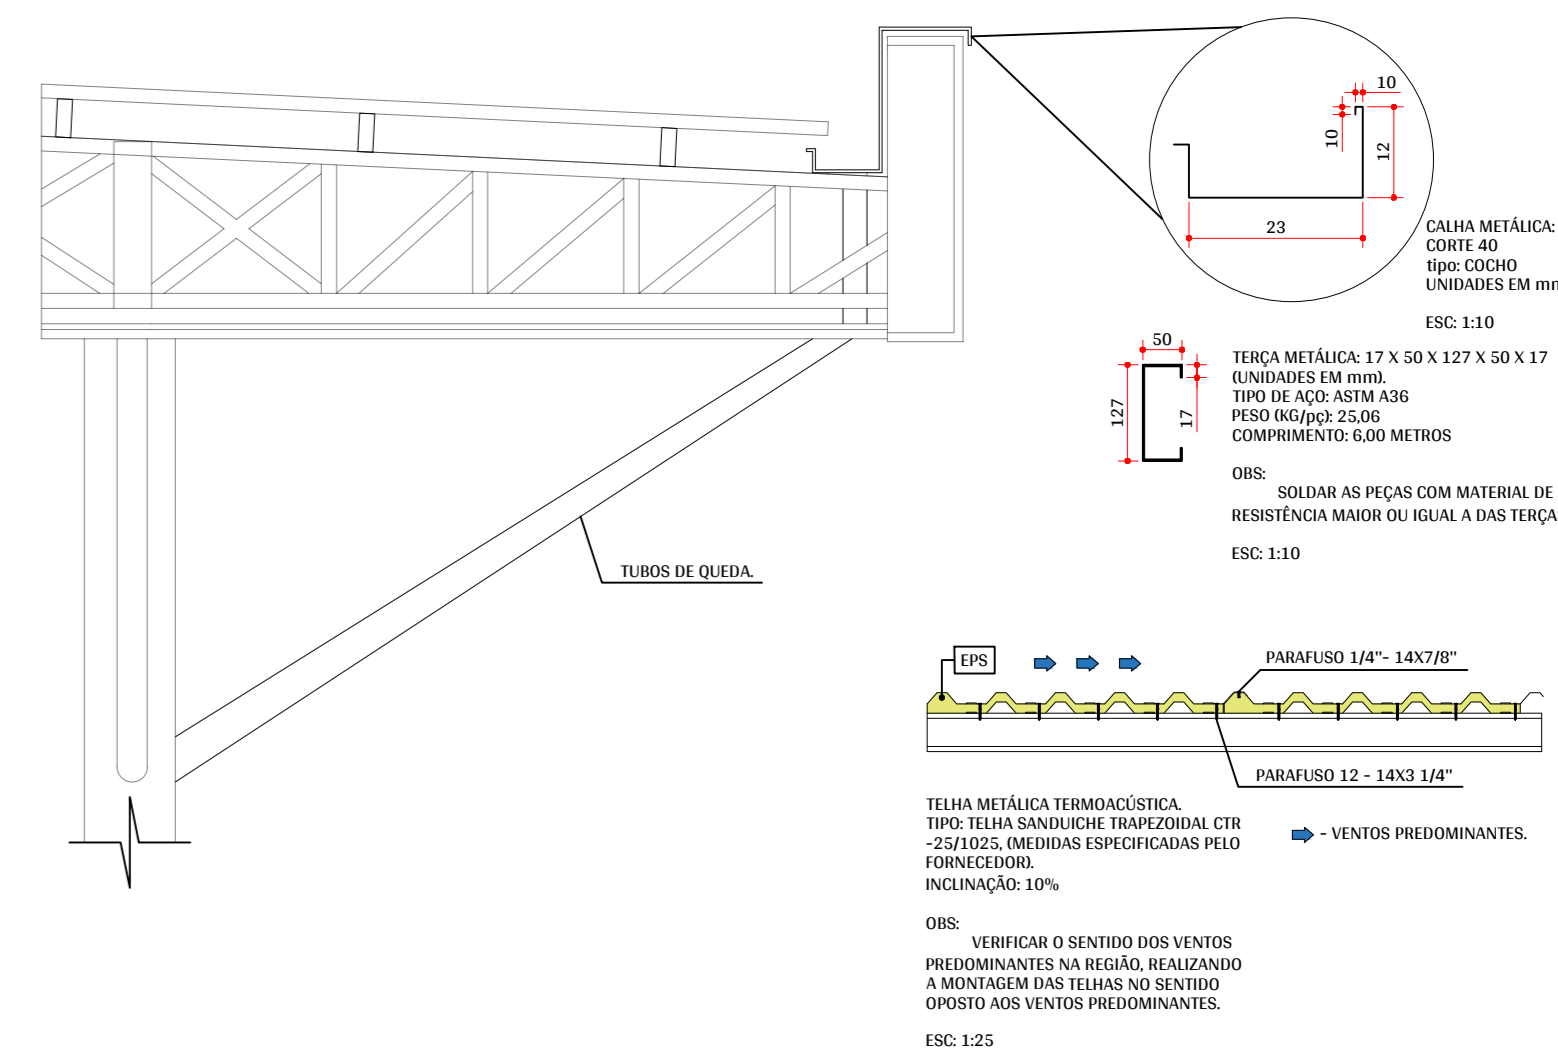 10
10
12
23
CALHA METÁLICA:
CORTE 40
tipo: COCHO
UNIDADES EM
ESC: 1:10
50
127
17
TERÇA METÁLICA: 17 X 50 X 127 X 50 X 17
(UNIDADES EM mm).
TIPO DE AÇO: ASTM A36
PESO (KG/pç): 25,06
COMPRIMENTO: 6,00 METROS
OBS:
SOLDAR AS PEÇAS COM MATERIAL DE
RESISTÊNCIA MAIOR OU IGUAL A DAS
ESC: 1:10
TUBOS DE QUEDA.
EPS
PARAFUSO 1/4"- 14X7/8"
PARAFUSO 12 - 14X3 1/4"
TELHA METÁLICA TERMOACÚSTICA.
TIPO: TELHA SANDUICHE TRAPEZOIDAL CTR
-25/1025, (MEDIDAS ESPECIFICADAS PELO
FORNECEDOR).
INCLINAÇÃO: 10%
- VENTOS PREDOMINANTES.
OBS:
VERIFICAR O SENTIDO DOS VENTOS
PREDOMINANTES NA REGIÃO, REALIZANDO
A MONTAGEM DAS TELHAS NO SENTIDO
OPOSTO AOS VENTOS PREDOMINANTES.
ESC: 1:25